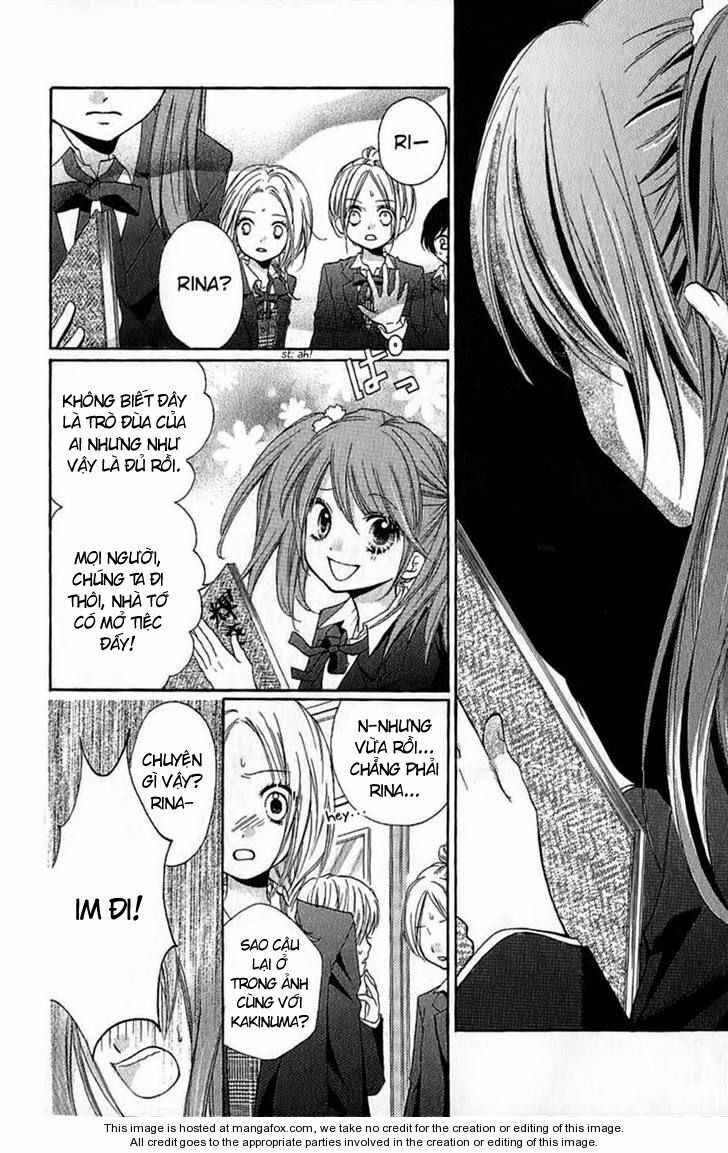 RI–
RINA?
st: ah!
ぱっ
KHÔNG BIẾT ĐÂY
LÀ TRÒ ĐÙA CỦA
AI NHƯNG NHƯ
VẬY LÀ ĐỦ RỒI.
MỌI NGƯỜI,
CHÚNG TA ĐI
THÔI, NHÀ TỚ
CÓ MỞ TIỆC
ĐẤY!
N-NHƯNG
VỪA RỒI...
CHẲNG PHẢI
RINA...
hey...
SAO CẬU
LẠI Ở
TRONG ẢNH
CÙNG VỚI
KAKINUMA?
CHUYỆN
GÌ VẬY?
RINA-
IM ĐI!
This image is hosted at mangafox.com, we take no credit for the creation or editing of this image.
All credit goes to the appropriate parties involved in the creation or editing of this image.